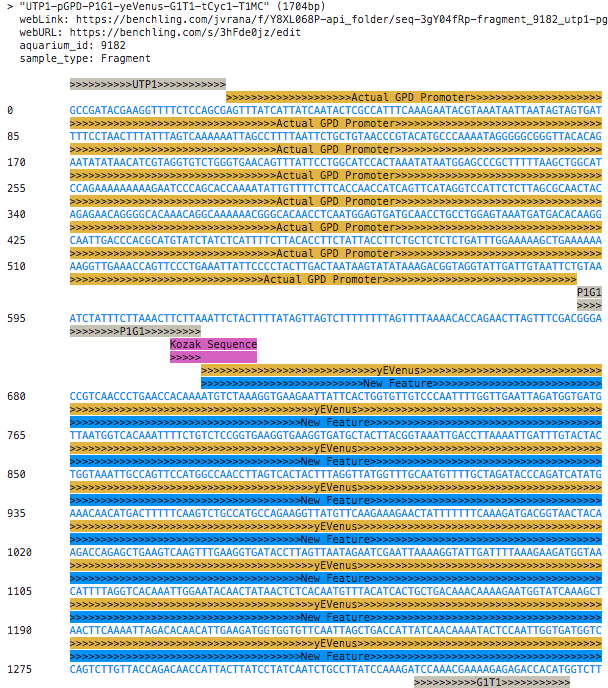 > "UTP1-pGPD-P1G1-yeVenus-G1T1-tCyc1-T1MC" (1704bp)
webLink: https://benchling.com/jvrana/f/Y8XL068P-api_folder/seq-3gY04fRp-fragment_9182_utp1-pg
webURL: https://benchling.com/s/3hFde0jz/edit
aquarium_id: 9182
sample_type: Fragment
>>>>>>>>>>UTP1>>>>>>>>>>>
>>>>>>>>>>>>>>>>>>>>Actual GPD Promoter>>>>>>>>>>>>>>>>>>>>>
0 GCCGATACGAAGGTTTTCTCCAGCGAGTTTATCATTATCAATACTCGCCATTTCAAAGAATACGTAAATAATTAATAGTAGTGAT
>>>>>>>>>>>>>>>>>>>>>>>>>>>>>>>>>Actual GPD Promoter>>>>>>>>>>>>>>>>>>>>>>>>>>>>>>>>>
85 TTTCCTAACTTTATTTAGTCAAAAAATTAGCCTTTTAATTCTGCTGTAACCCGTACATGCCCAAAATAGGGGGCGGGTTACACAG
>>>>>>>>>>>>>>>>>>>>>>>>>>>>>>>>>Actual GPD Promoter>>>>>>>>>>>>>>>>>>>>>>>>>>>>>>>>>
170 AATATATAACATCGTAGGTGTCTGGGTGAACAGTTTATTCCTGGCATCCACTAAATATAATGGAGCCCGCTTTTTAAGCTGGCAT
>>>>>>>>>>>>>>>>>>>>>>>>>>>>>>>>>Actual GPD Promoter>>>>>>>>>>>>>>>>>>>>>>>>>>>>>>>>>
255 CCAGAAAAAAAAAGAATCCCAGCACCAAAATATTGTTTTCTTCACCAACCATCAGTTCATAGGTCCATTCTCTTAGCGCAACTAC
>>>>>>>>>>>>>>>>>>>>>>>>>>>>>>>>>Actual GPD Promoter>>>>>>>>>>>>>>>>>>>>>>>>>>>>>>>>>
340 AGAGAACAGGGGCACAAACAGGCAAAAAACGGGCACAACCTCAATGGAGTGATGCAACCTGCCTGGAGTAAATGATGACACAAGG
>>>>>>>>>>>>>>>>>>>>>>>>>>>>>>>>>Actual GPD Promoter>>>>>>>>>>>>>>>>>>>>>>>>>>>>>>>>>
425 CAATTGACCCACGCATGTATCTATCTCATTTTCTTACACCTTCTATTACCTTCTGCTCTCTCTGATTTGGAAAAAGCTGAAAAAA
>>>>>>>>>>>>>>>>>>>>>>>>>>>>>>>>>Actual GPD Promoter>>>>>>>>>>>>>>>>>>>>>>>>>>>>>>>>>
510 AAGGTTGAAACCAGTTCCCTGAAATTATTCCCCTACTTGACTAATAAGTATATAAAGACGGTAGGTATTGATTGTAATTCTGTAA
>>>>>>>>>>>>>>>>>>>>>>>>>>>>>>>Actual GPD Promoter>>>>>>>>>>>>>>>>>>>>>>>>>>>>>>>
P1G1
>>>>
595 ATCTATTTCTTAAACTTCTTAAATTCTACTTTTATAGTTAGTCTTTTTTTTAGTTTTAAAACACCAGAACTTAGTTTCGACGGGA
>>>>>>>>P1G1>>>>>>>>>
Kozak Sequence
>>>>>
>>>>>>>>>>>>>>>>>>>>>>>>>>>>yEVenus>>>>>>>>>>>>>>>>>>>>>>>>>>>>>
>>>>>>>>>>>>>>>>>>>>>>>>>>New Feature>>>>>>>>>>>>>>>>>>>>>>>>>>>
680 CCGTCAACCCTGAACCACAAAATGTCTAAAGGTGAAGAATTATTCACTGGTGTTGTCCCAATTTTGGTTGAATTAGATGGTGATG
>>>>>>>>>>>>>>>>>>>>>>>>>>>>>>>>>>>>>>>yEVenus>>>>>>>>>>>>>>>>>>>>>>>>>>>>>>>>>>>>>>>
>>>>>>>>>>>>>>>>>>>>>>>>>>>>>>>>>>>>>New Feature>>>>>>>>>>>>>>>>>>>>>>>>>>>>>>>>>>>>>
765 TTAATGGTCACAAATTTTCTGTCTCCGGTGAAGGTGAAGGTGATGCTACTTACGGTAAATTGACCTTAAAATTGATTTGTACTAC
>>>>>>>>>>>>>>>>>>>>>>>>>>>>>>>>>>>>>>>yEVenus>>>>>>>>>>>>>>>>>>>>>>>>>>>>>>>>>>>>>>>
>>>>>>>>>>>>>>>>>>>>>>>>>>>>>>>>>>>>>New Feature>>>>>>>>>>>>>>>>>>>>>>>>>>>>>>>>>>>>>
850 TGGTAAATTGCCAGTTCCATGGCCAACCTTAGTCACTACTTTAGGTTATGGTTTGCAATGTTTTGCTAGATACCCAGATCATATG
>>>>>>>>>>>>>>>>>>>>>>>>>>>>>>>>>>>>>>>yEVenus>>>>>>>>>>>>>>>>>>>>>>>>>>>>>>>>>>>>>>>
>>>>>>>>>>>>>>>>>>>>>>>>>>>>>>>>>>>>>New Feature>>>>>>>>>>>>>>>>>>>>>>>>>>>>>>>>>>>>>
935 AAACAACATGACTTTTTCAAGTCTGCCATGCCAGAAGGTTATGTTCAAGAAAGAACTATTTTTTTCAAAGATGACGGTAACTACA
>>>>>>>>>>>>>>>>>>>>>>>>>>>>>>>>>>>>>>>yEVenus>>>>>>>>>>>>>>>>>>>>>>>>>>>>>>>>>>>>>>>
>>>>>>>>>>>>>>>>>>>>>>>>>>>>>>>>>>>>>New Feature>>>>>>>>>>>>>>>>>>>>>>>>>>>>>>>>>>>>>
1020 AGACCAGAGCTGAAGTCAAGTTTGAAGGTGATACCTTAGTTAATAGAATCGAATTAAAAGGTATTGATTTTAAAGAAGATGGTAA
>>>>>>>>>>>>>>>>>>>>>>>>>>>>>>>>>>>>>>>yEVenus>>>>>>>>>>>>>>>>>>>>>>>>>>>>>>>>>>>>>>>
>>>>>>>>>>>>>>>>>>>>>>>>>>>>>>>>>>>>>New Feature>>>>>>>>>>>>>>>>>>>>>>>>>>>>>>>>>>>>>
1105 CATTTTAGGTCACAAATTGGAATACAACTATAACTCTCACAATGTTTACATCACTGCTGACAAACAAAAGAATGGTATCAAAGCT
>>>>>>>>>>>>>>>>>>>>>>>>>>>>>>>>>>>>>>>yEVenus>>>>>>>>>>>>>>>>>>>>>>>>>>>>>>>>>>>>>>>
>>>>>>>>>>>>>>>>>>>>>>>>>>>>>>>>>>>>>New Feature>>>>>>>>>>>>>>>>>>>>>>>>>>>>>>>>>>>>>
1190 AACTTCAAAATTAGACACAACATTGAAGATGGTGGTGTTCAATTAGCTGACCATTATCAACAAAATACTCCAATTGGTGATGGTC
>>>>>>>>>>>>>>>>>>>>>>>>>>>>>>>>>>>>>>>yEVenus>>>>>>>>>>>>>>>>>>>>>>>>>>>>>>>>>>>>>>>
>>>>>>>>>>>>>>>>>>>>>>>>>>>>>>>>>>>>>New Feature>>>>>>>>>>>>>>>>>>>>>>>>>>>>>>>>>>>>>
1275 CAGTCTTGTTACCAGACAACCATTACTTATCCTATCAATCTGCCTTATCCAAAGATCCAAACGAAAAGAGAGACCACATGGTCTT
>>>>>>>>>>G1T1>>>>>>>>>>>